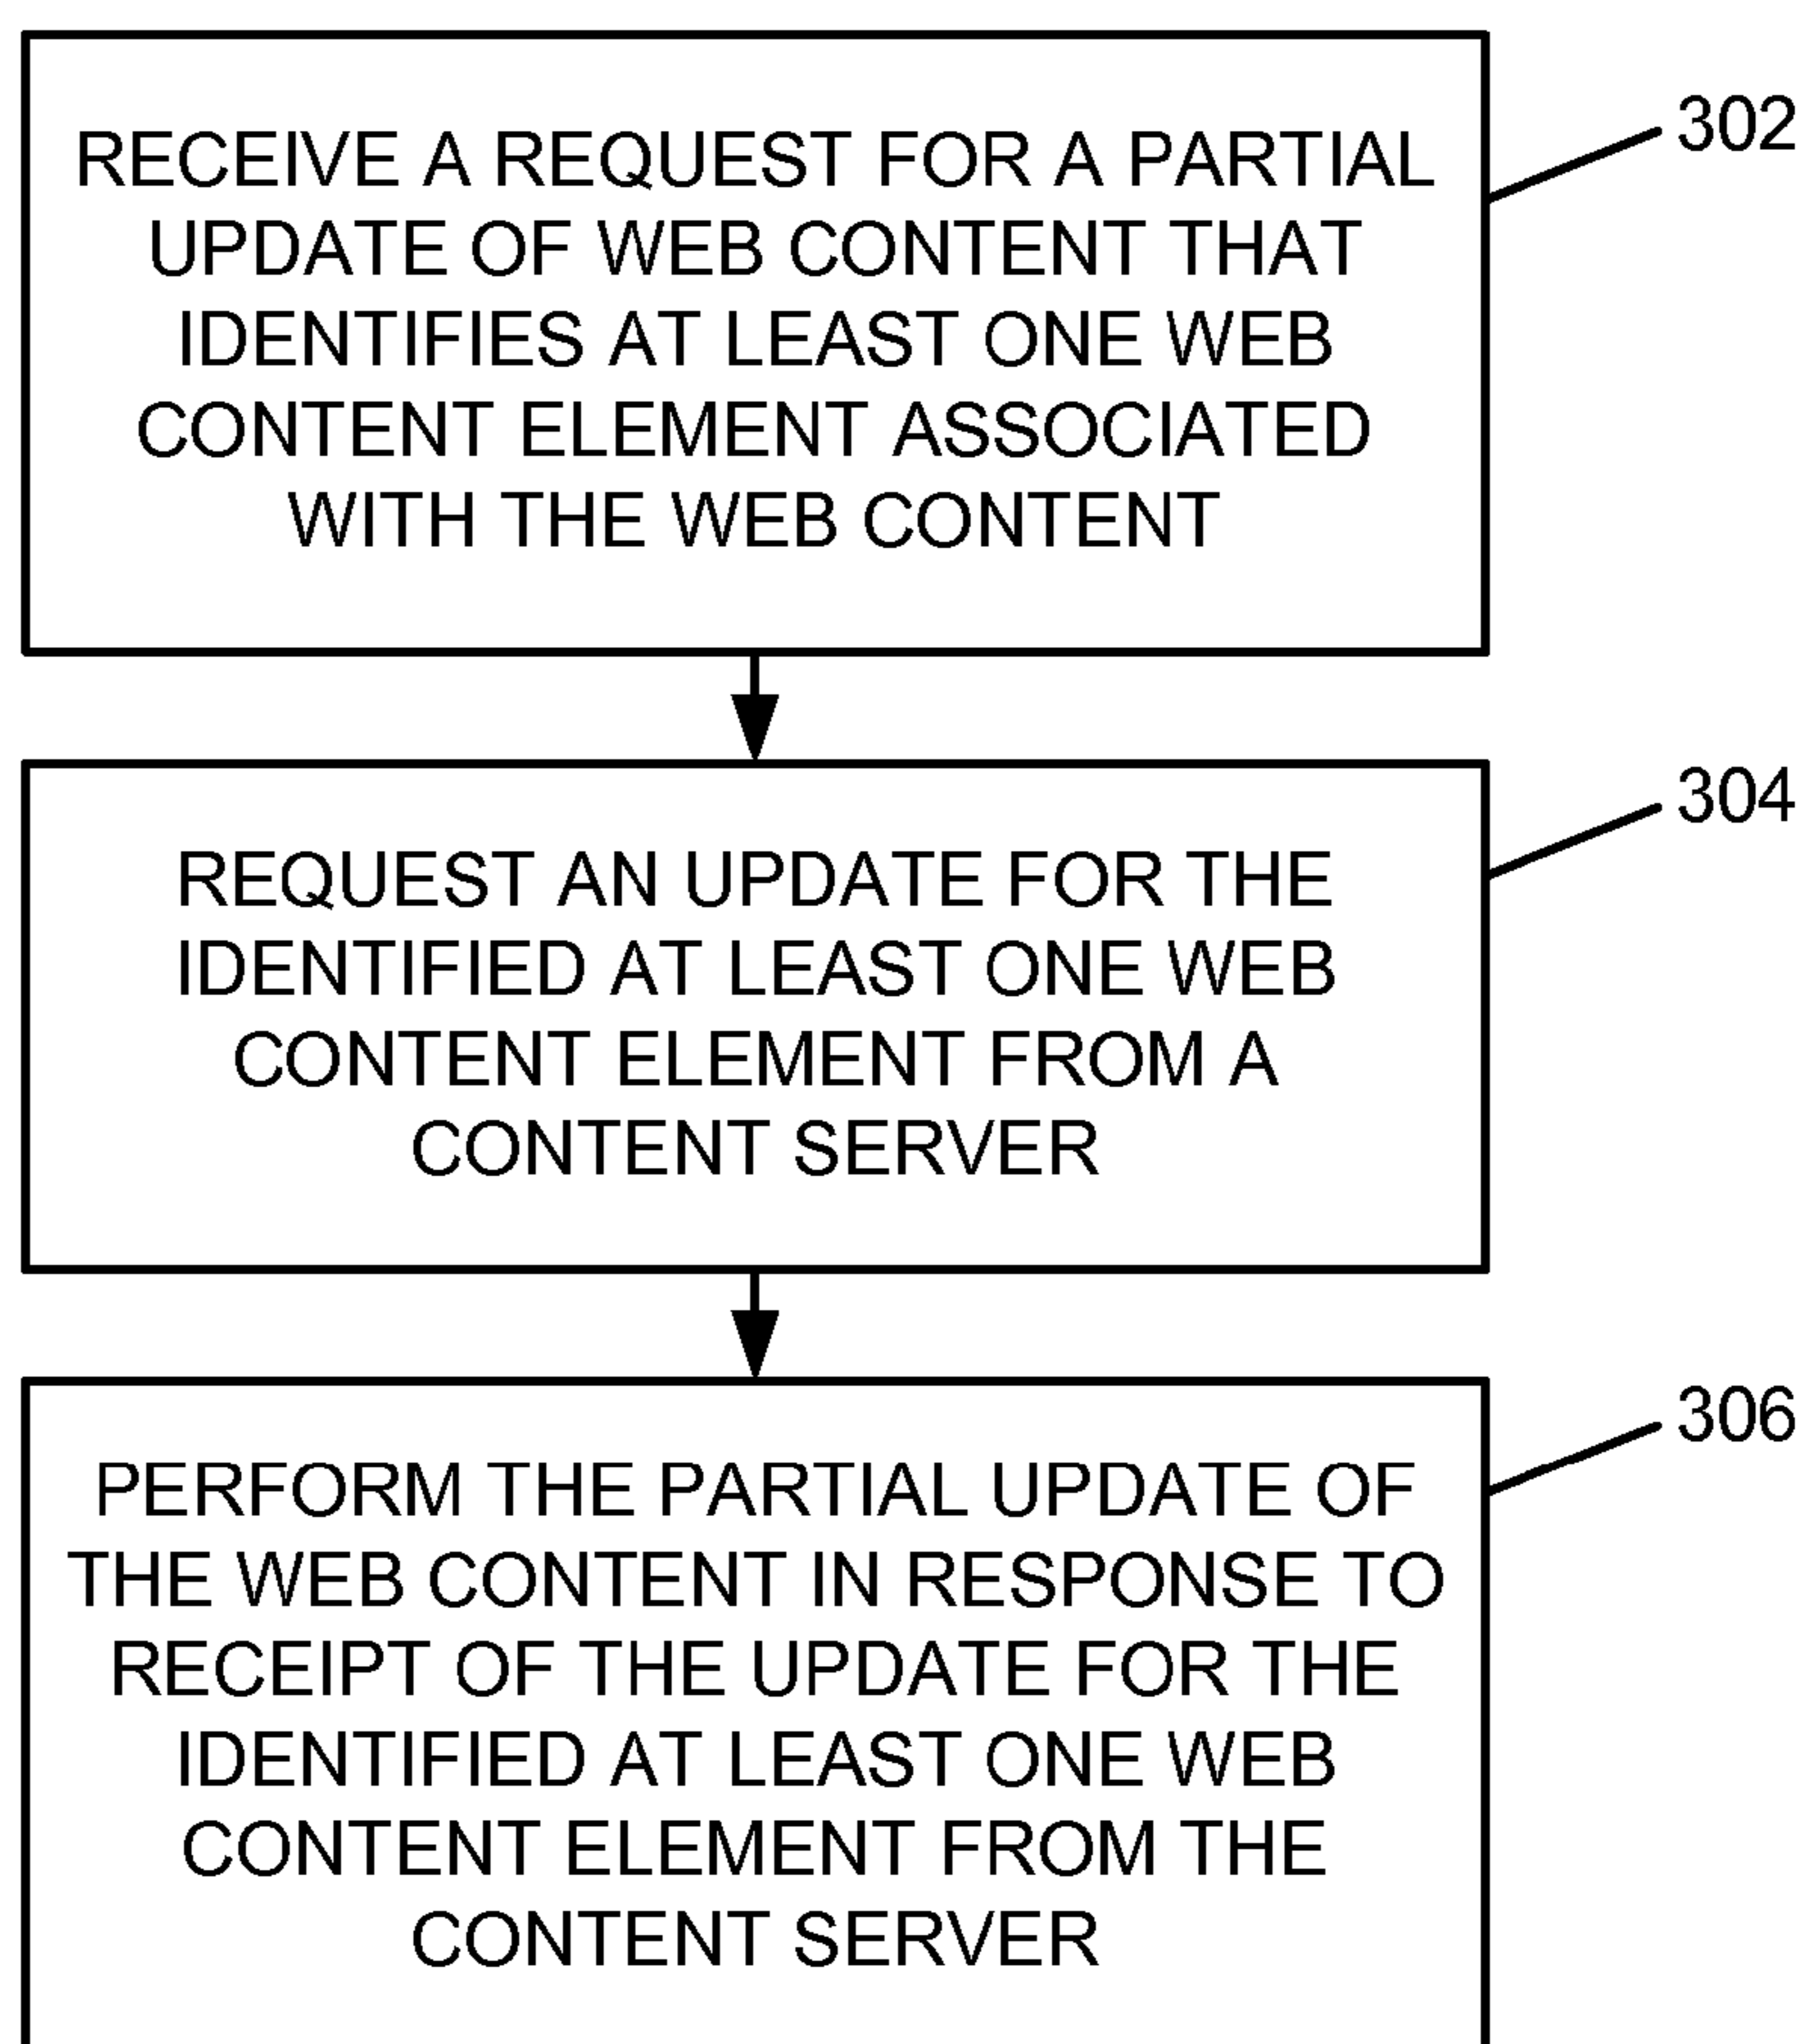 RECEIVE A REQUEST FOR A PARTIAL
UPDATE OF WEB CONTENT THAT
IDENTIFIES AT LEAST ONE WEB
CONTENT ELEMENT ASSOCIATED
WITH THE WEB CONTENT
302
REQUEST AN UPDATE FOR THE
IDENTIFIED AT LEAST ONE WEB
CONTENT ELEMENT FROM A
CONTENT SERVER
304
PERFORM THE PARTIAL UPDATE OF
THE WEB CONTENT IN RESPONSE TO
RECEIPT OF THE UPDATE FOR THE
IDENTIFIED AT LEAST ONE WEB
CONTENT ELEMENT FROM THE
CONTENT SERVER
306